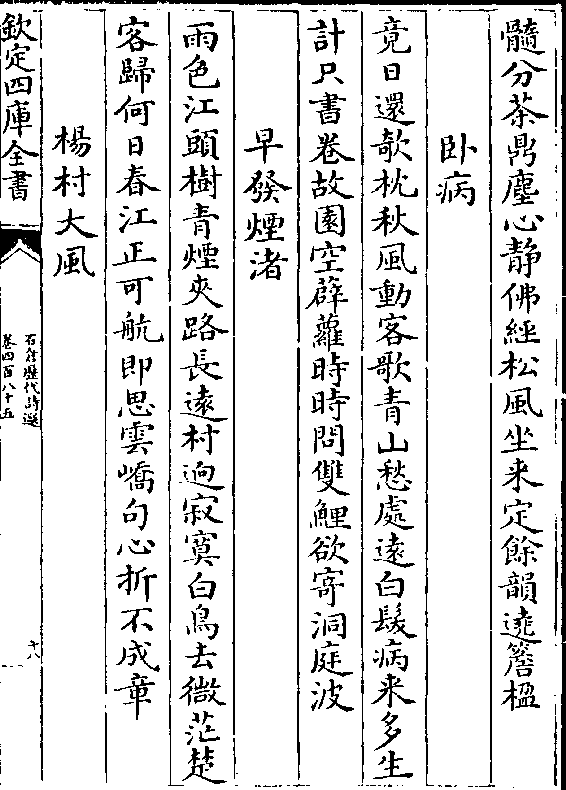 髓分茶鼎塵心静佛經松風坐来定餘韻遶簷楹
卧病
竟日還欹枕秋風動客歌青山愁處遠白髮病来多生
計只書卷故園空薜蘿時時問雙鯉欲寄洞庭波
早發煙渚
雨色江頭樹青煙夾路長遠村逈寂寞白鳥去微茫楚
客歸何日春江正可航即思雲嶠句心折不成章
楊村大風
欽定四庫全書
石倉歷代詩選
卷四百八十五
十八